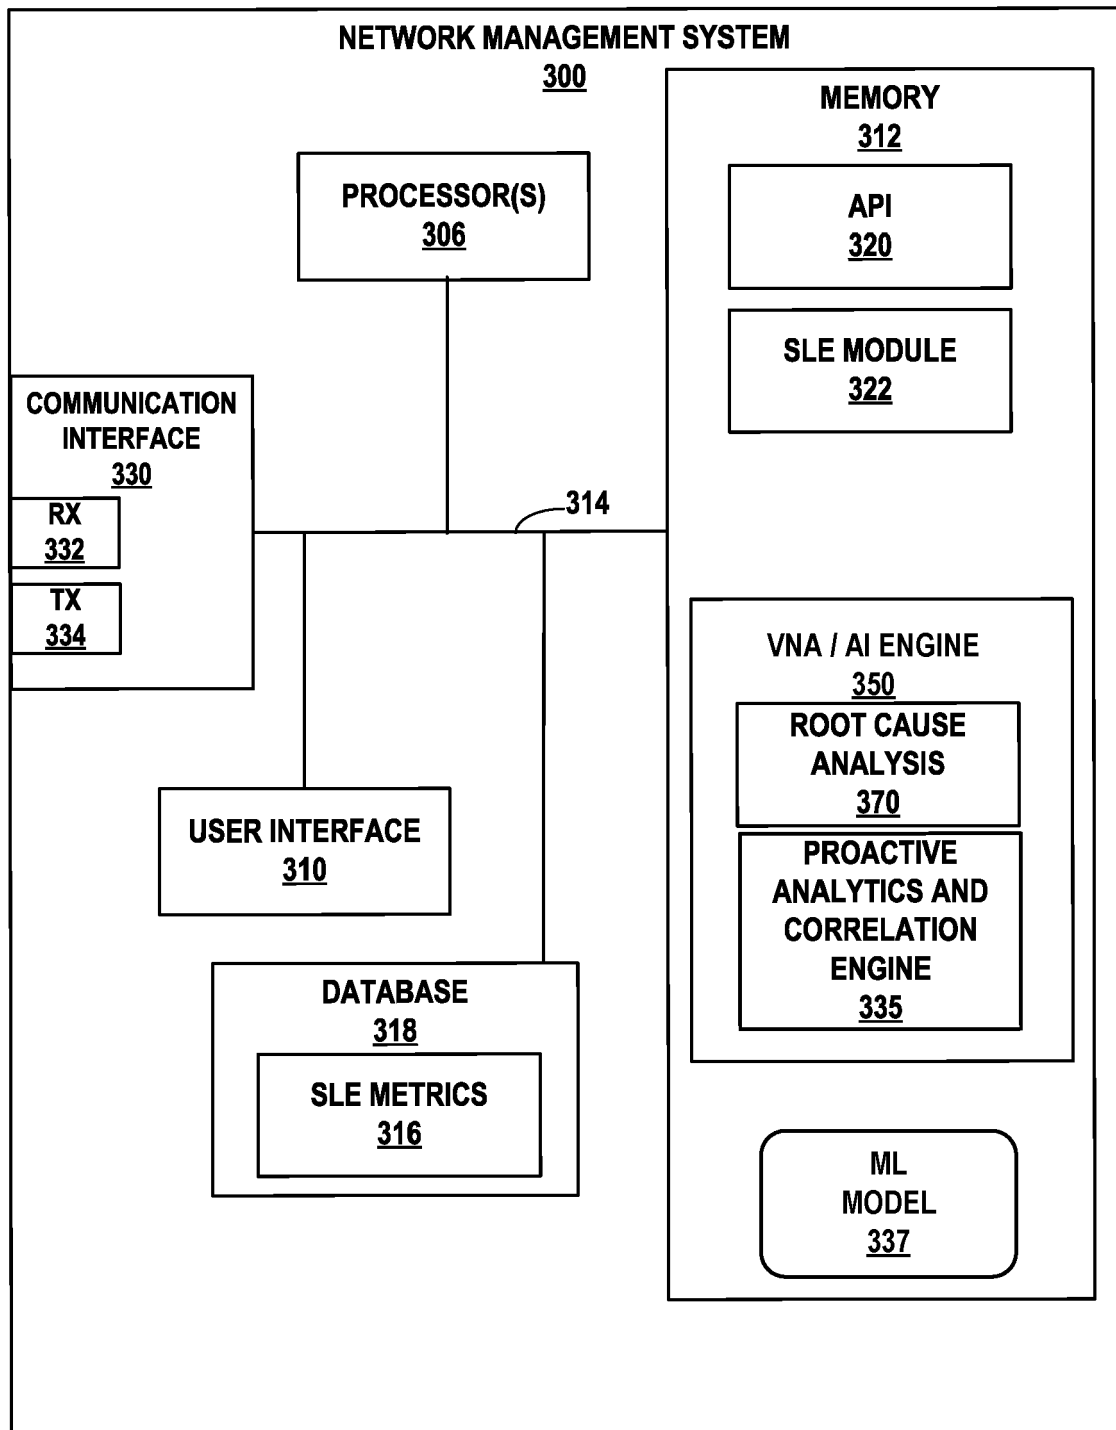 NETWORK MANAGEMENT SYSTEM
300
PROCESSOR(S)
306
MEMORY
312
API
320
SLE MODULE
322
COMMUNICATION
INTERFACE
330
RX
332
TX
334
314
VNA / AI ENGINE
350
ROOT CAUSE
ANALYSIS
370
PROACTIVE
ANALYTICS AND
CORRELATION
ENGINE
335
USER INTERFACE
310
DATABASE
318
SLE METRICS
316
ML
MODEL
337